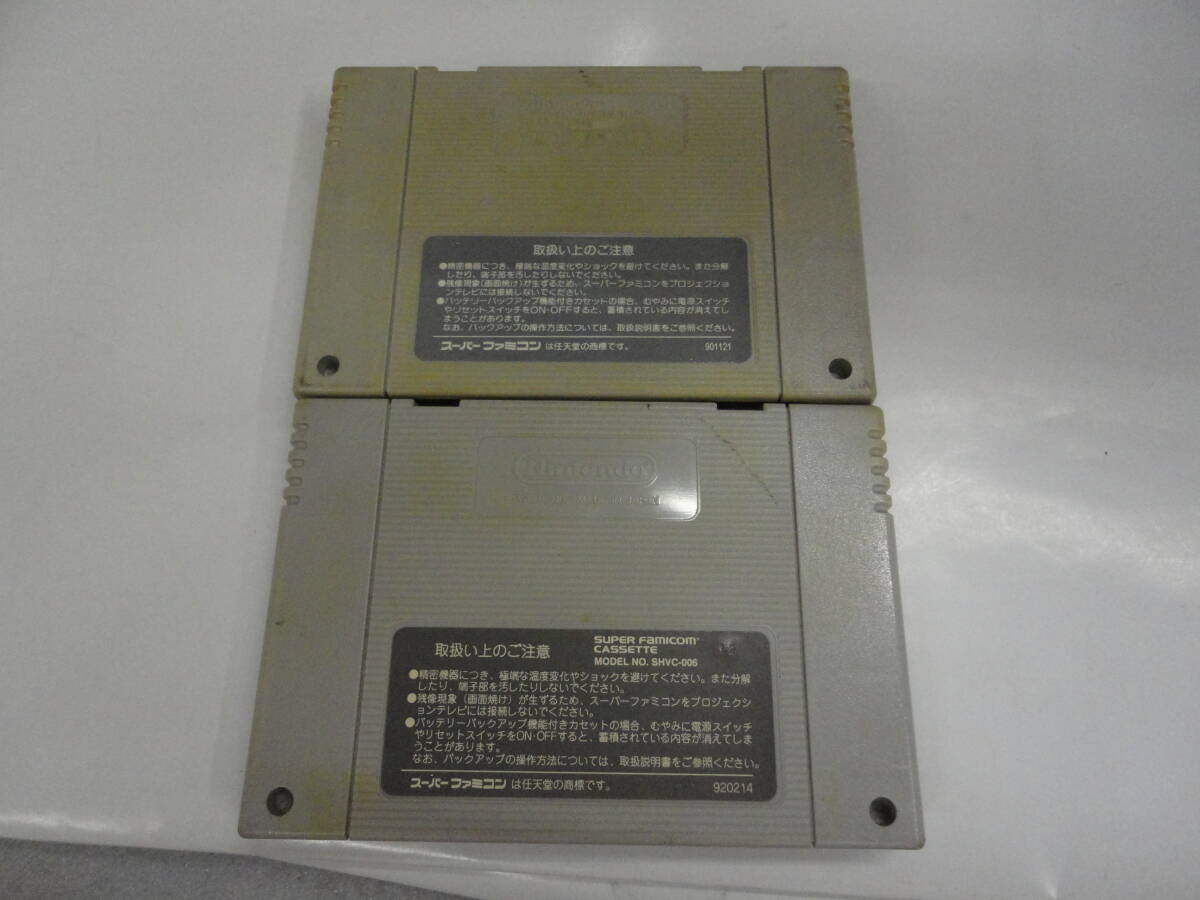 取扱い上のご注意
●精密機器につき、極端な温度変化やショックを避けてください。また分解
したり、端子部を汚したりしないでください。
●残像現象(画面焼け)が生ずるため、スーパーファミコンをプロジェクショ
ンテレビには接続しないでください。
●バッテリーバックアップ機能付きカセットの場合、むやみに電源スイッチ
やリセットスイッチをON・OFFすると、蓄積されている内容が消えてし
まうことがあります。
なお、バックアップの操作方法については、取扱説明書をご参照ください。
スーパーファミコンは任天堂の商標です。 901121
Nintendo
取扱い上のご注意
SUPER FAMICOM
CASSETTE
MODEL NO. SHVC-006
●精密機器につき、極端な温度変化やショックを避けてください。また分解
したり、端子部を汚したりしないでください。
●残像現象(画面焼け)が生ずるため、スーパーファミコンをプロジェクシ
ョンテレビには接続しないでください。
●バッテリーバックアップ機能付きカセットの場合、むやみに電源スイッチ
やリセットスイッチをON・OFFすると、蓄積されている内容が消えてしま
うことがあります。
なお、バックアップの操作方法については、取扱説明書をご参照ください。
スーパーファミコンは任天堂の商標です。 920214